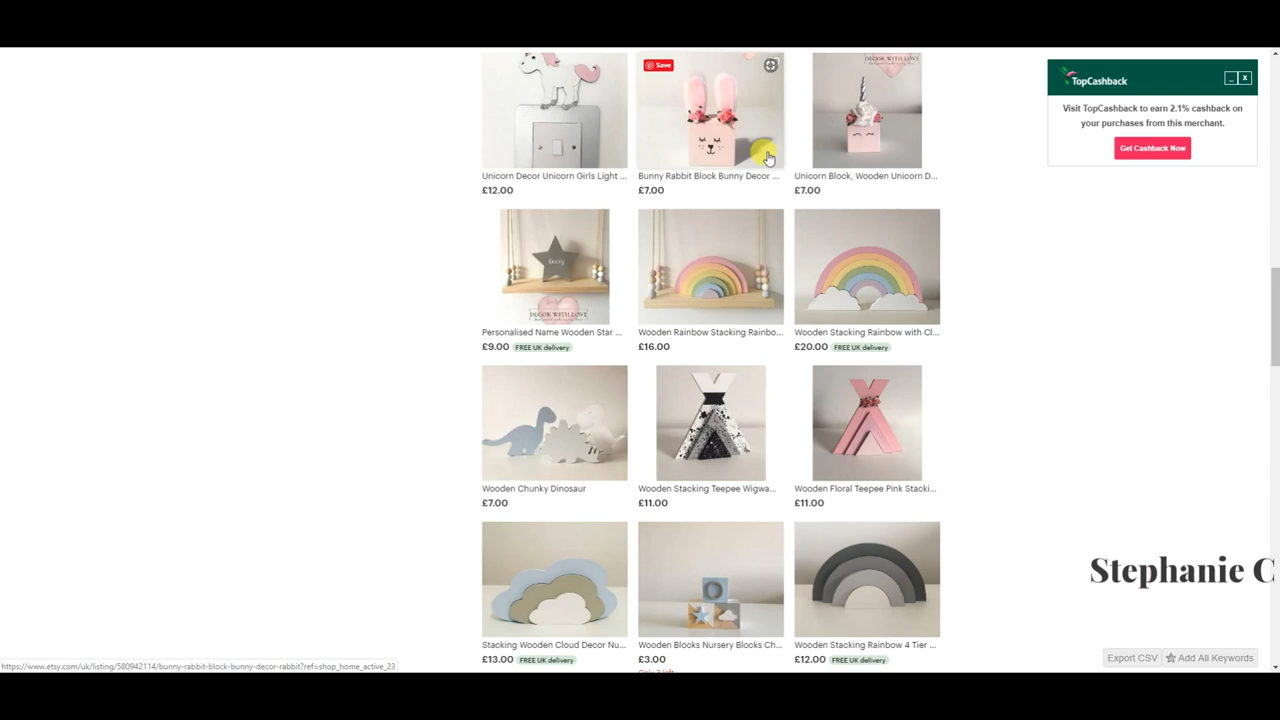 DECOR WITH LOVE
Save
TopCashback
_ X
Visit TopCashback to earn 2.1% cashback on
your purchases from this merchant.
Get Cashback Now
Unicorn Decor Unicorn Girls Light ...
Bunny Rabbit Block Bunny Decor ...
Unicorn Block, Wooden Unicorn D...
£12.00
£7.00
£7.00
DECOR WITH LOVE
Personalised Name Wooden Star ...
Wooden Rainbow Stacking Rainbo...
Wooden Stacking Rainbow with Cl...
£9.00 FREE UK delivery
£16.00
£20.00 FREE UK delivery
Wooden Chunky Dinosaur
Wooden Stacking Teepee Wigwa...
Wooden Floral Teepee Pink Stacki...
£7.00
£11.00
£11.00
Stephanie C
Stacking Wooden Cloud Decor Nu...
Wooden Blocks Nursery Blocks Ch...
Wooden Stacking Rainbow 4 Tier ...
£13.00 FREE UK delivery
£3.00
£12.00 FREE UK delivery
Export CSV
Add All Keywords
https://www.etsy.com/uk/listing/580942114/bunny-rabbit-block-bunny-decor-rabbit?ref=shop_home_active_23